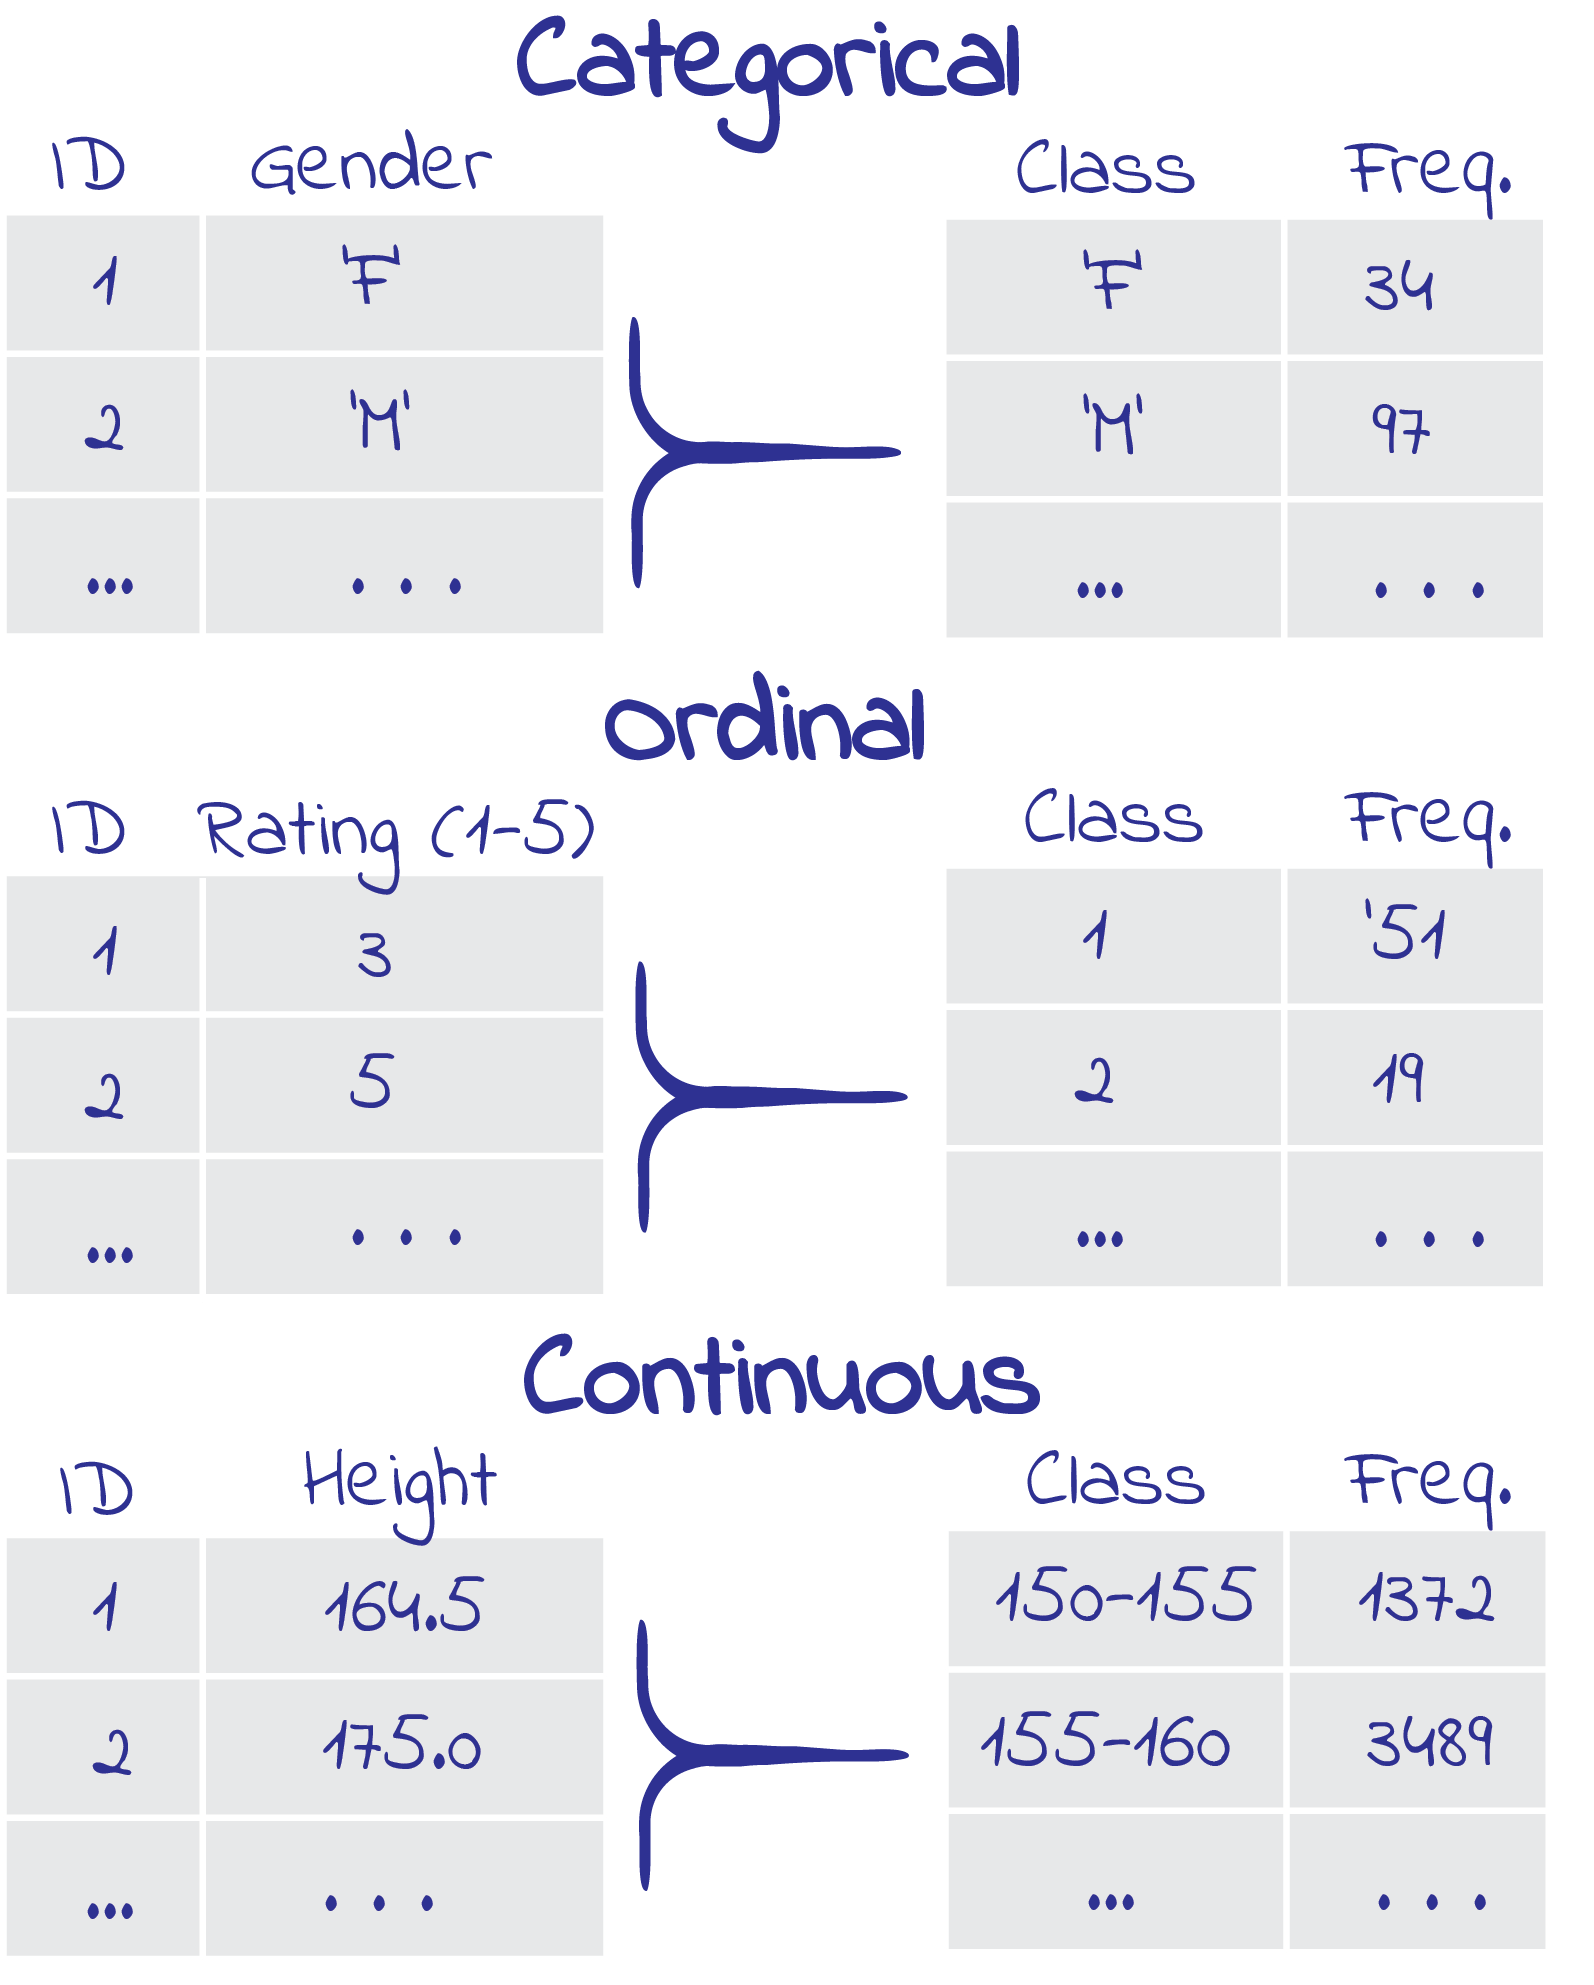 Categorical
ID Gender Class Freq.
1 'F' 'F' 34
2 'M' 'M' 97
... ... ... ...
Ordinal
ID Rating (1-5) Class Freq.
1 3 1 '51
2 5 2 19
... ... ... ...
Continuous
ID Height Class Freq.
1 164.5 150-155 1372
2 175.0 155-160 3489
... ... ... ...